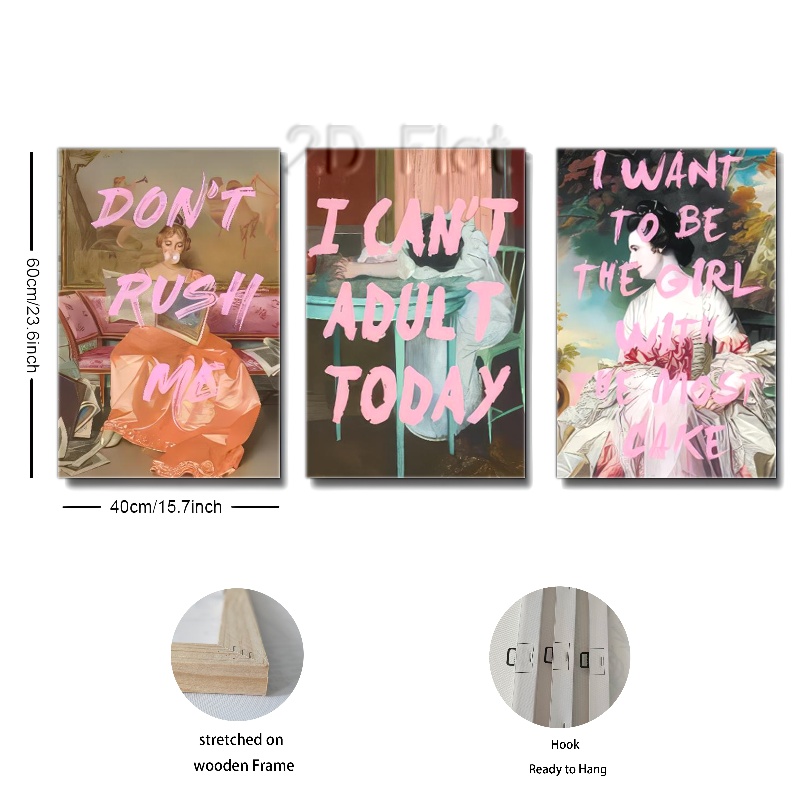 2D Flat
60cm/23.6inch
DON'T
RUSH
ME
I CAN'T
ADULT
TODAY
I WANT
TO BE
THE GIRL
WITH
THE MOST
CAKE
40cm/15.7inch
stretched on
wooden Frame
Hook
Ready to Hang